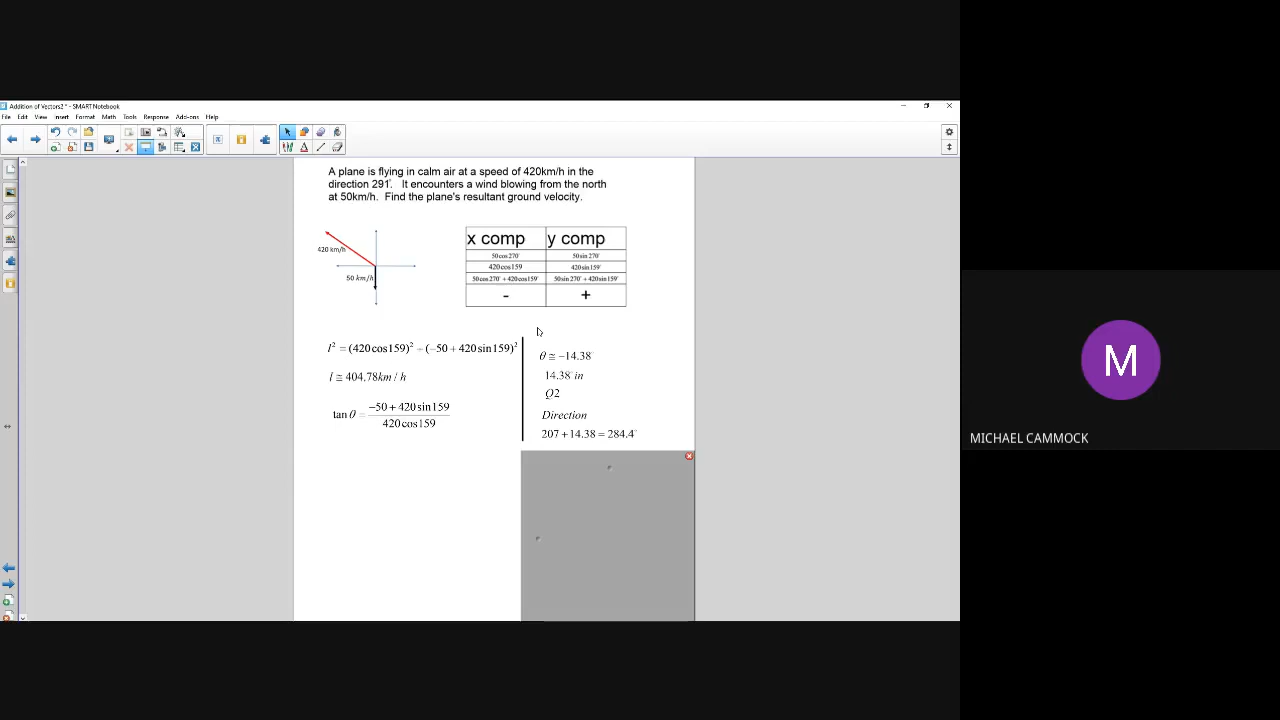 Addition of Vectors2 * - SMART Notebook
File Edit View Insert Format Math Tools Response Add-ons Help
A plane is flying in calm air at a speed of 420km/h in the
direction 291°. It encounters a wind blowing from the north
at 50km/h. Find the plane's resultant ground velocity.
420 km/h
50 km/h
x comp y comp
50cos270° 50sin270°
420cos159 420sin159°
50cos270° + 420cos159° 50sin270° + 420sin159°
- +
l² = (420cos159)² + (−50 + 420sin159)²
l ≅ 404.78km / h
tan θ = (−50 + 420sin159) / (420cos159)
θ ≅ −14.38°
14.38° in
Q2
Direction
207 + 14.38 = 284.4°
M
MICHAEL CAMMOCK